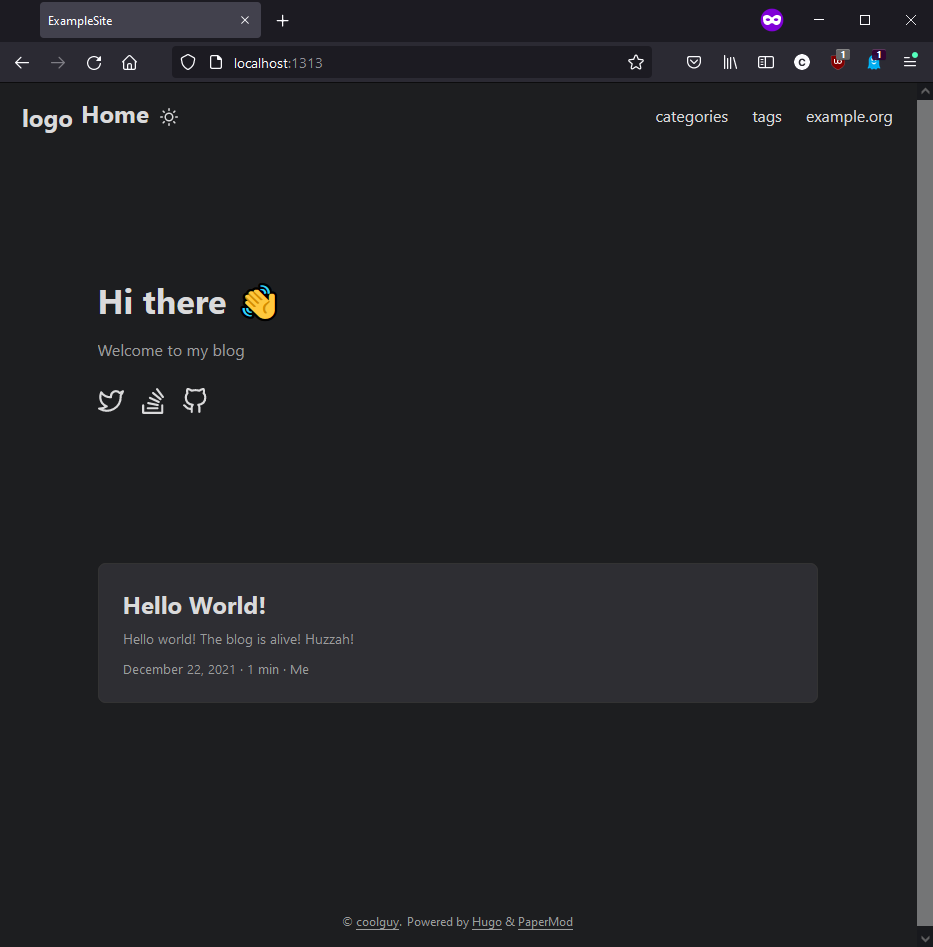 ExampleSite
localhost:1313
1
1
logo Home categories tags example.org
Hi there 👋
Welcome to my blog
Hello World!
Hello world! The blog is alive! Huzzah!
December 22, 2021 · 1 min · Me
© coolguy. Powered by Hugo & PaperMod